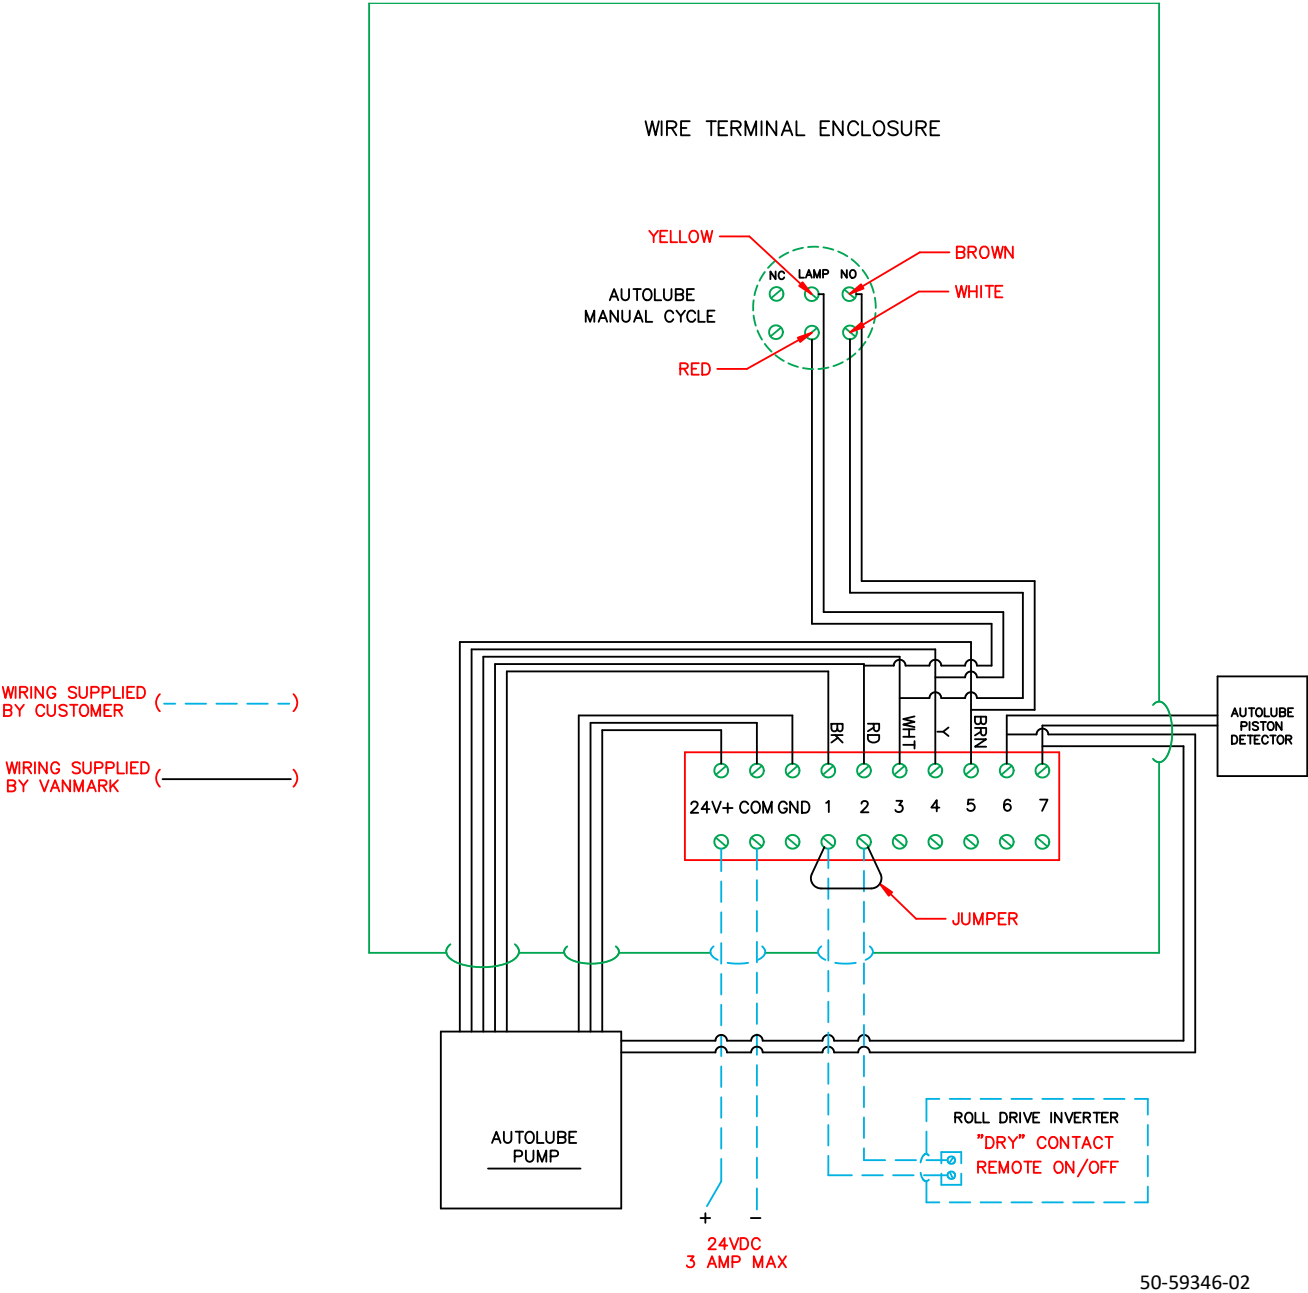 WIRE TERMINAL ENCLOSURE
YELLOW
BROWN
NC LAMP NO
WHITE
AUTOLUBE
MANUAL CYCLE
RED
WIRING SUPPLIED
BY CUSTOMER
WIRING SUPPLIED
BY VANMARK
AUTOLUBE
PISTON
DETECTOR
BK RD WHT Y BRN
24V+ COM GND 1 2 3 4 5 6 7
JUMPER
AUTOLUBE
PUMP
ROLL DRIVE INVERTER
"DRY" CONTACT
REMOTE ON/OFF
+ −
24VDC
3 AMP MAX
50-59346-02